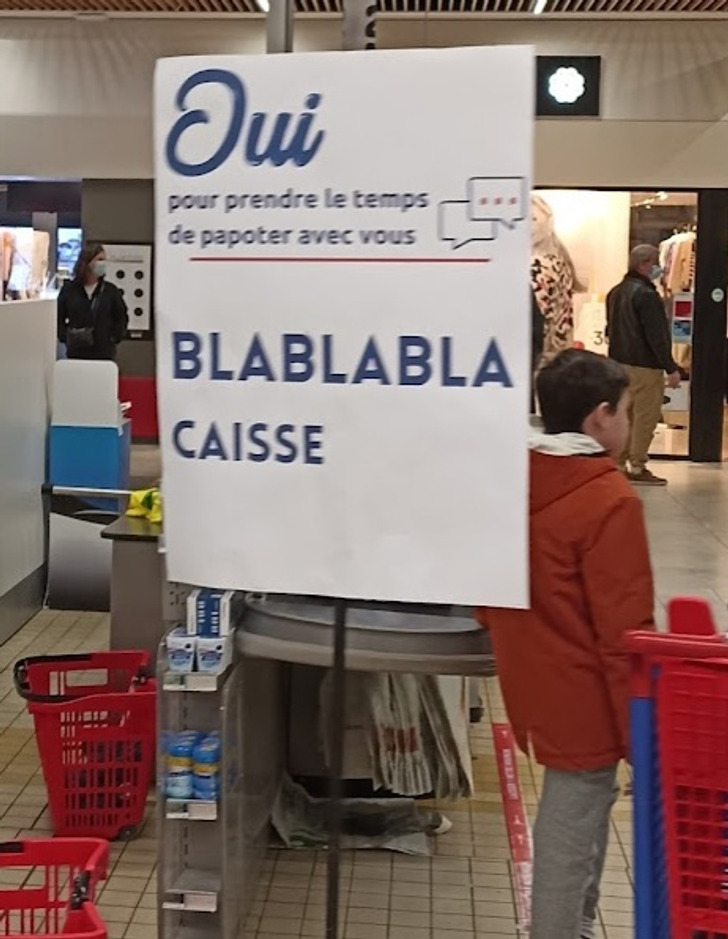 Oui
pour prendre le temps
de papoter avec vous
BLABLABLA
CAISSE